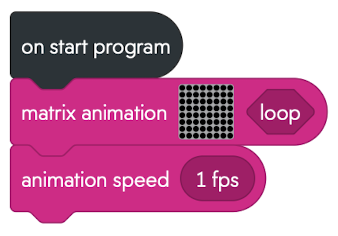 on start program
matrix animation loop
animation speed 1 fps